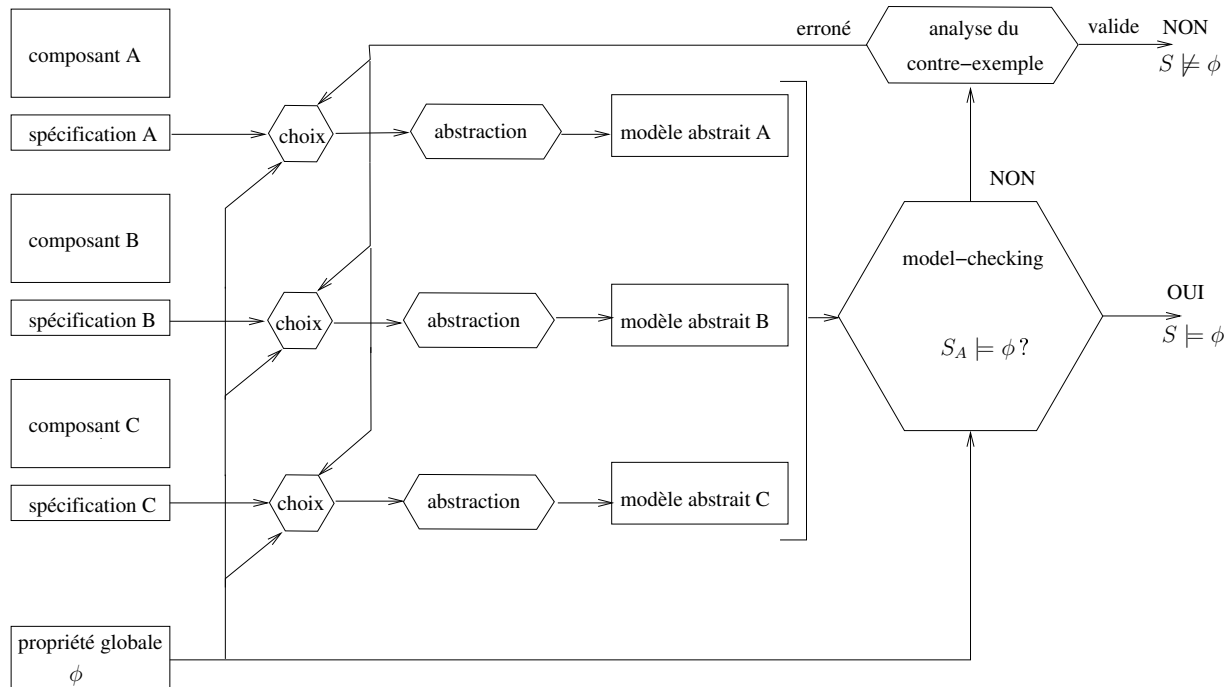 composant A
spécification A
choix
abstraction
modèle abstrait A
erroné
analyse du
contre−exemple
valide
NON
S ⊭ ϕ
composant B
spécification B
choix
abstraction
modèle abstrait B
NON
model−checking
S_A ⊨ ϕ ?
OUI
S ⊨ ϕ
composant C
spécification C
choix
abstraction
modèle abstrait C
propriété globale
ϕ